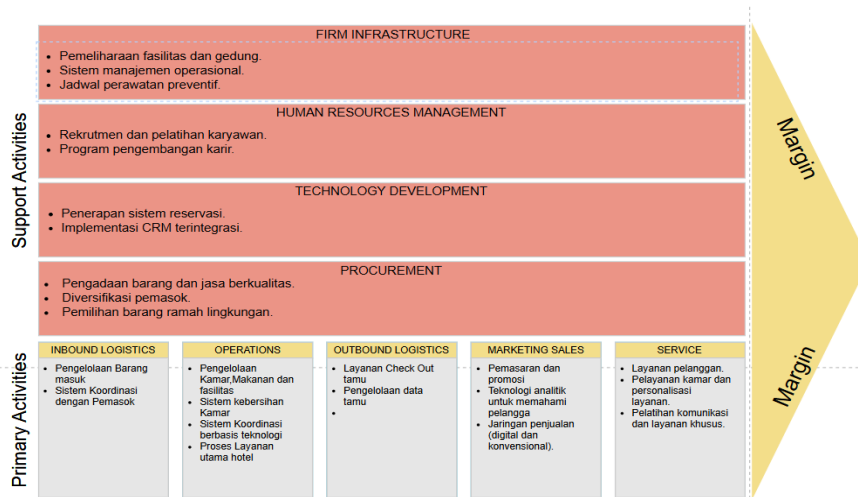 FIRM INFRASTRUCTURE
• Pemeliharaan fasilitas dan gedung.
• Sistem manajemen operasional.
• Jadwal perawatan preventif.
HUMAN RESOURCES MANAGEMENT
• Rekrutmen dan pelatihan karyawan.
• Program pengembangan karir.
TECHNOLOGY DEVELOPMENT
• Penerapan sistem reservasi.
• Implementasi CRM terintegrasi.
PROCUREMENT
• Pengadaan barang dan jasa berkualitas.
• Diversifikasi pemasok.
• Pemilihan barang ramah lingkungan.
Support Activities
Margin
Primary Activities
INBOUND LOGISTICS
• Pengelolaan Barang
masuk
• Sistem Koordinasi
dengan Pemasok
OPERATIONS
• Pengelolaan
Kamar,Makanan dan
fasilitas
• Sistem kebersihan
Kamar
• Sistem Koordinasi
berbasis teknologi
• Proses Layanan
utama hotel
OUTBOUND LOGISTICS
• Layanan Check Out
tamu
• Pengelolaan data
tamu
•
MARKETING SALES
• Pemasaran dan
promosi
• Teknologi analitik
untuk memahami
pelangga
• Jaringan penjualan
(digital dan
konvensional).
SERVICE
• Layanan pelanggan.
• Pelayanan kamar dan
personalisasi
layanan.
• Pelatihan komunikasi
dan layanan khusus.
Margin